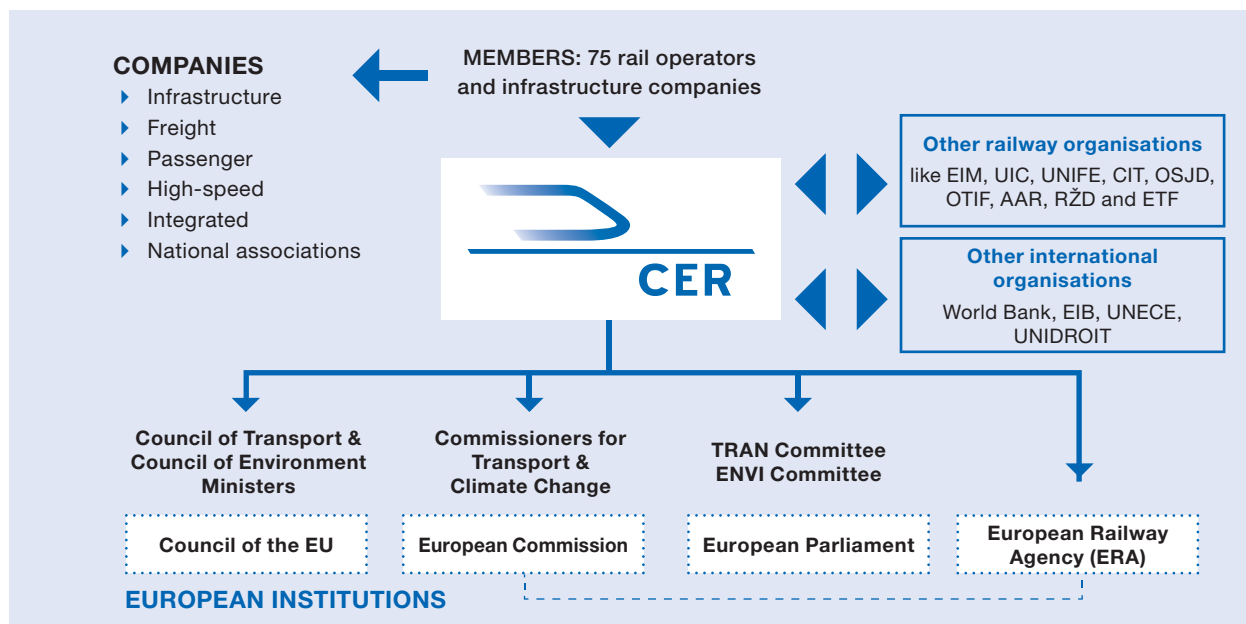 MEMBERS: 75 rail operators
and infrastructure companies
COMPANIES
Infrastructure
Freight
Passenger
High-speed
Integrated
National associations
CER
Other railway organisations
like EIM, UIC, UNIFE, CIT, OSJD,
OTIF, AAR, RŽD and ETF
Other international
organisations
World Bank, EIB, UNECE,
UNIDROIT
Council of Transport &
Council of Environment
Ministers
Commissioners for
Transport &
Climate Change
TRAN Committee
ENVI Committee
Council of the EU
European Commission
European Parliament
European Railway
Agency (ERA)
EUROPEAN INSTITUTIONS